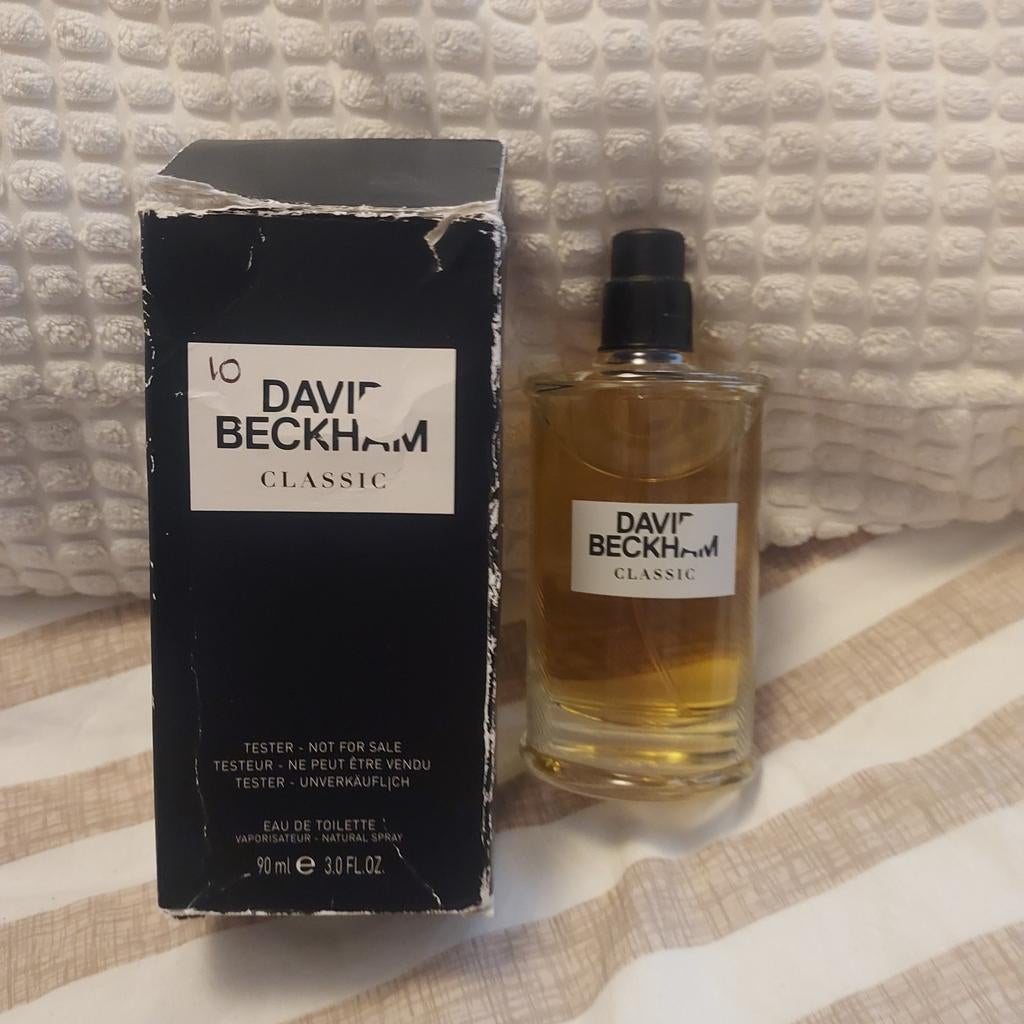 10
DAVID
BECKHAM
CLASSIC
TESTER - NOT FOR SALE
TESTEUR - NE PEUT ÊTRE VENDU
TESTER - UNVERKÄUFLICH
EAU DE TOILETTE
VAPORISATEUR - NATURAL SPRAY
90 ml e 3.0 FL.OZ.
DAVID
BECKHAM
CLASSIC